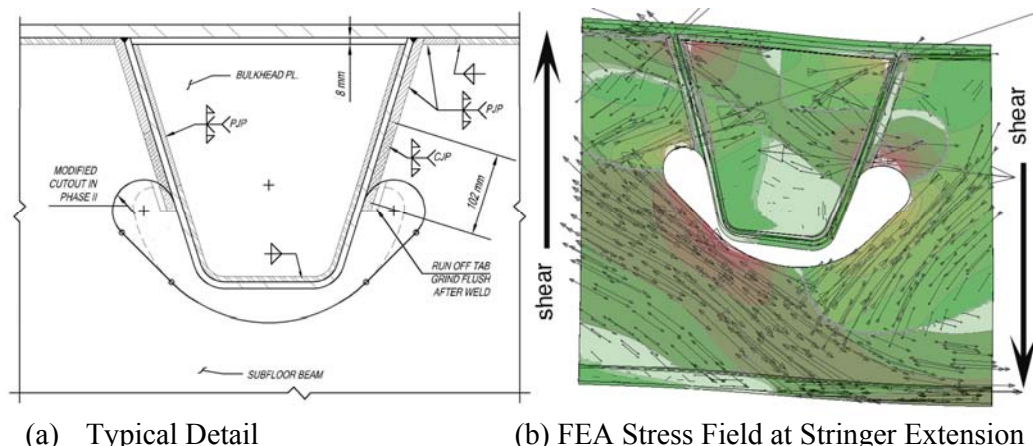 BULKHEAD PL.
8 mm
PJP
PJP
CJP
MODIFIED
CUTOUT IN
PHASE II
102 mm
RUN OFF TAB
GRIND FLUSH
AFTER WELD
SUBFLOOR BEAM
shear
shear
(a) Typical Detail
(b) FEA Stress Field at Stringer Extension